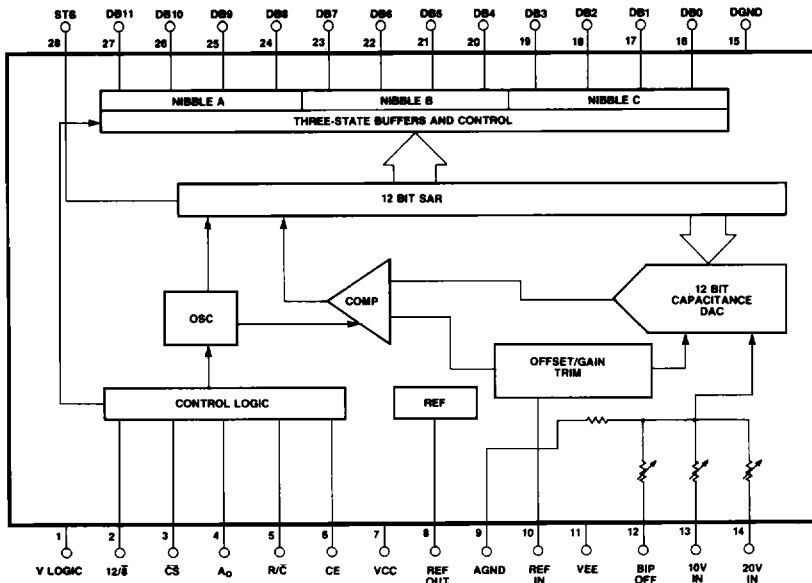 STS DB11 DB10 DB9 DB8 DB7 DB6 DB5 DB4 DB3 DB2 DB1 DB0 DGND
28 27 26 25 24 23 22 21 20 19 18 17 16 15
NIBBLE A NIBBLE B NIBBLE C
THREE-STATE BUFFERS AND CONTROL
12 BIT SAR
OSC
COMP
12 BIT
CAPACITANCE
DAC
OFFSET/GAIN
TRIM
CONTROL LOGIC
REF
1 2 3 4 5 6 7 8 9 10 11 12 13 14
V LOGIC 12/8̅ C̅S̅ A₀ R/C̅ CE VCC REF OUT AGND REF IN VEE BIP OFF 10V IN 20V IN